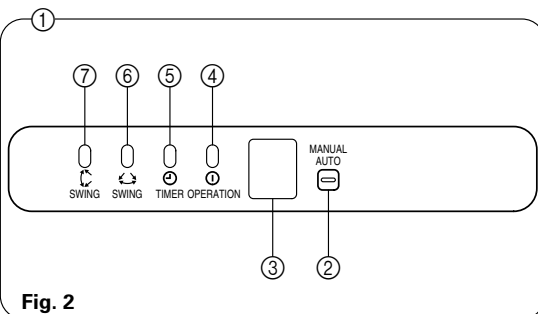 ①
⑦ ⑥ ⑤ ④
MANUAL
AUTO
SWING SWING TIMER OPERATION
③ ②
Fig. 2